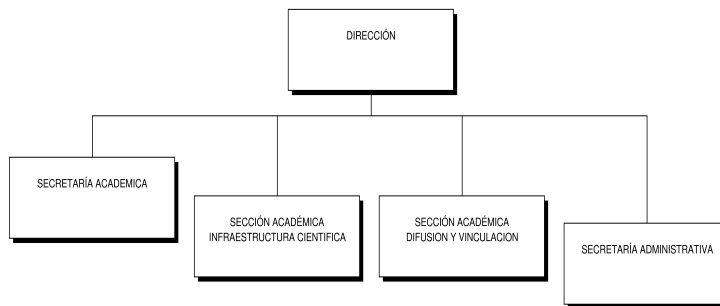 DIRECCIÓN
SECRETARÍA ACADEMICA
SECCIÓN ACADÉMICA
INFRAESTRUCTURA CIENTIFICA
SECCIÓN ACADÉMICA
DIFUSION Y VINCULACION
SECRETARÍA ADMINISTRATIVA